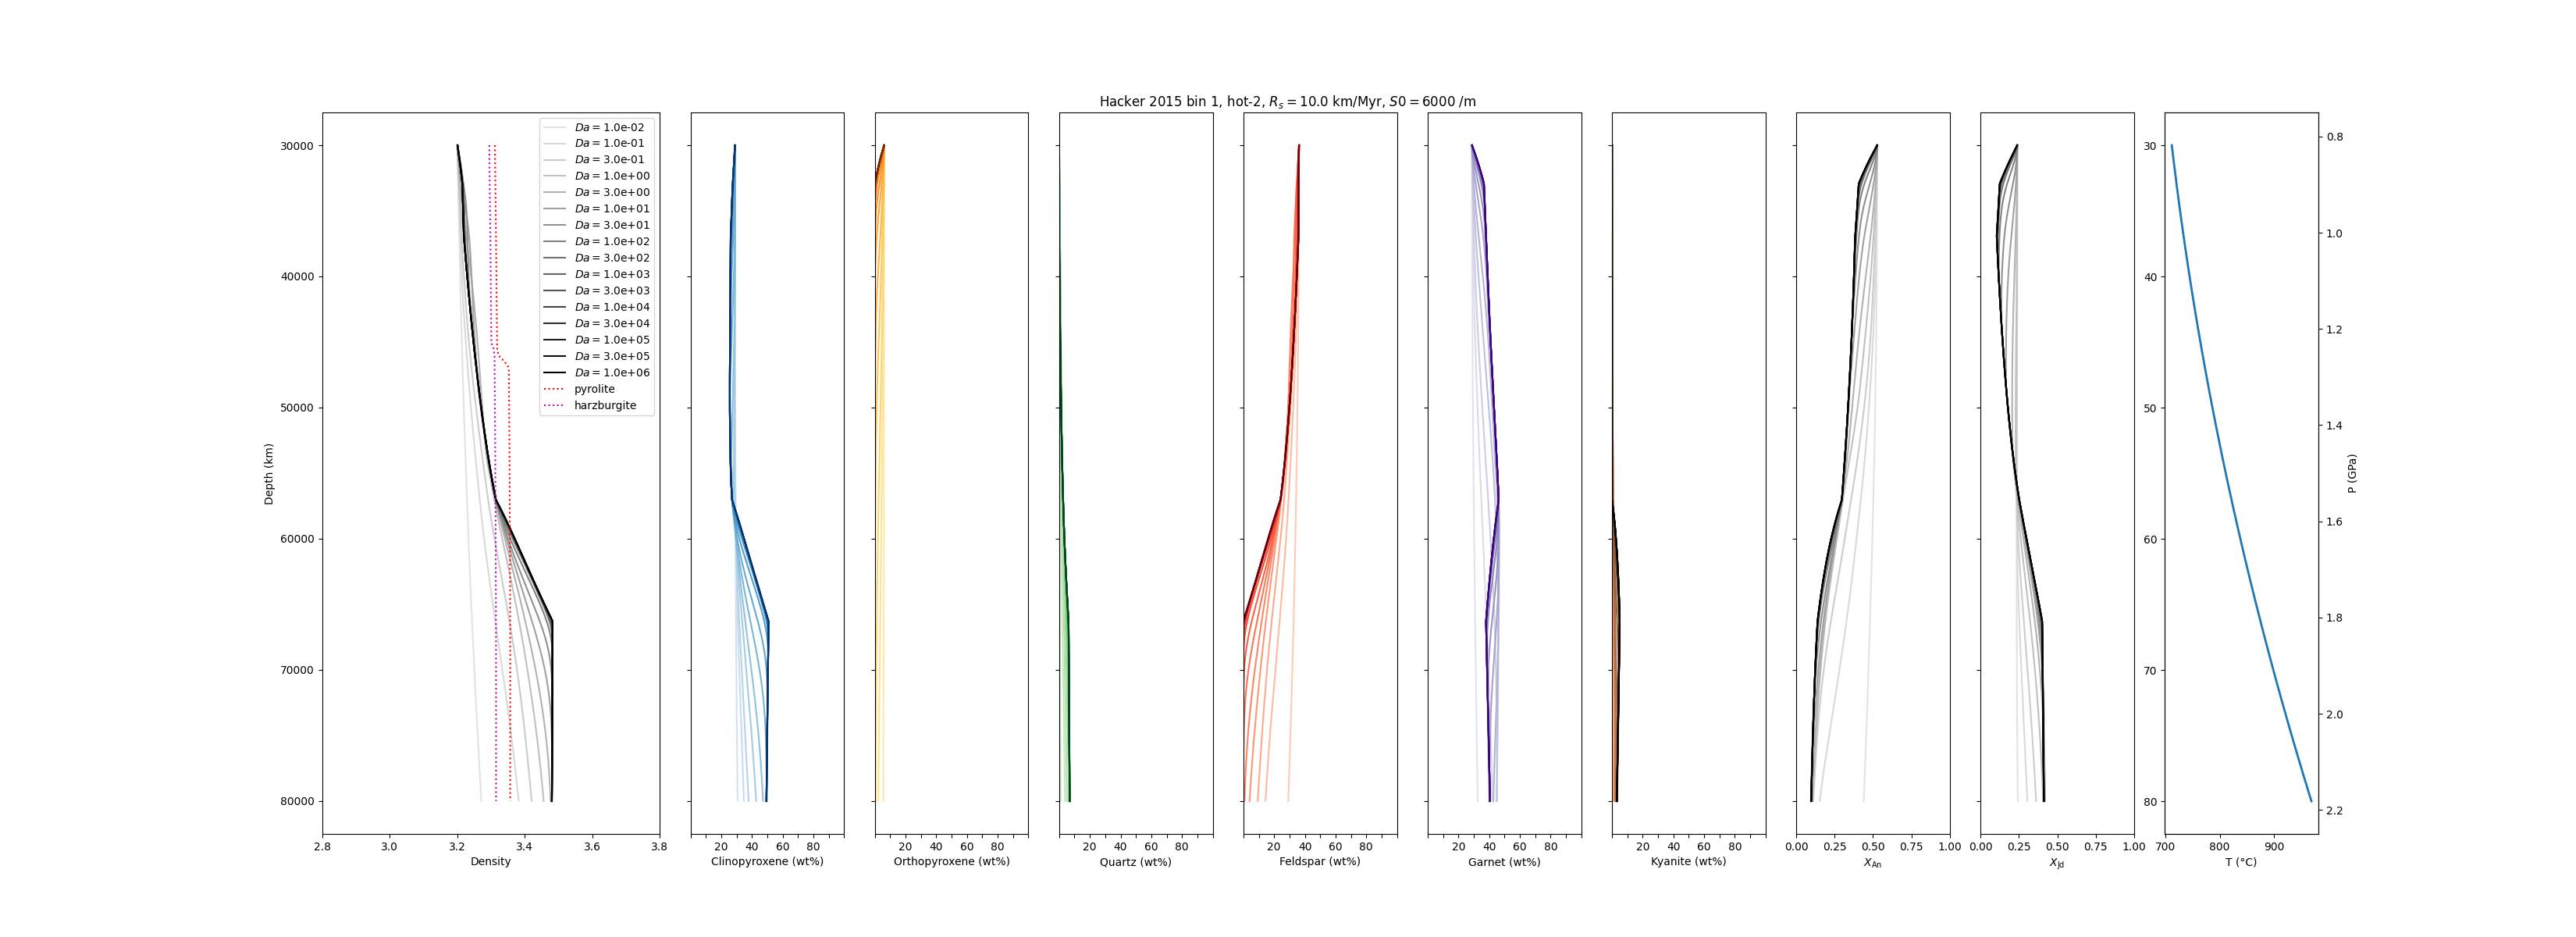 Hacker 2015 bin 1, hot-2, R_s = 10.0 km/Myr, S0 = 6000 /m
Da = 1.0e-02
Da = 1.0e-01
Da = 3.0e-01
Da = 1.0e+00
Da = 3.0e+00
Da = 1.0e+01
Da = 3.0e+01
Da = 1.0e+02
Da = 3.0e+02
Da = 1.0e+03
Da = 3.0e+03
Da = 1.0e+04
Da = 3.0e+04
Da = 1.0e+05
Da = 3.0e+05
Da = 1.0e+06
pyrolite
harzburgite
Depth (km)
30000
40000
50000
60000
70000
80000
2.8 3.0 3.2 3.4 3.6 3.8
Density
20 40 60 80
Clinopyroxene (wt%)
20 40 60 80
Orthopyroxene (wt%)
20 40 60 80
Quartz (wt%)
20 40 60 80
Feldspar (wt%)
20 40 60 80
Garnet (wt%)
20 40 60 80
Kyanite (wt%)
0.00 0.25 0.50 0.75 1.00
X_An
0.00 0.25 0.50 0.75 1.00
X_Jd
30
40
50
60
70
80
700 800 900
T (°C)
0.8
1.0
1.2
1.4
1.6
1.8
2.0
2.2
P (GPa)